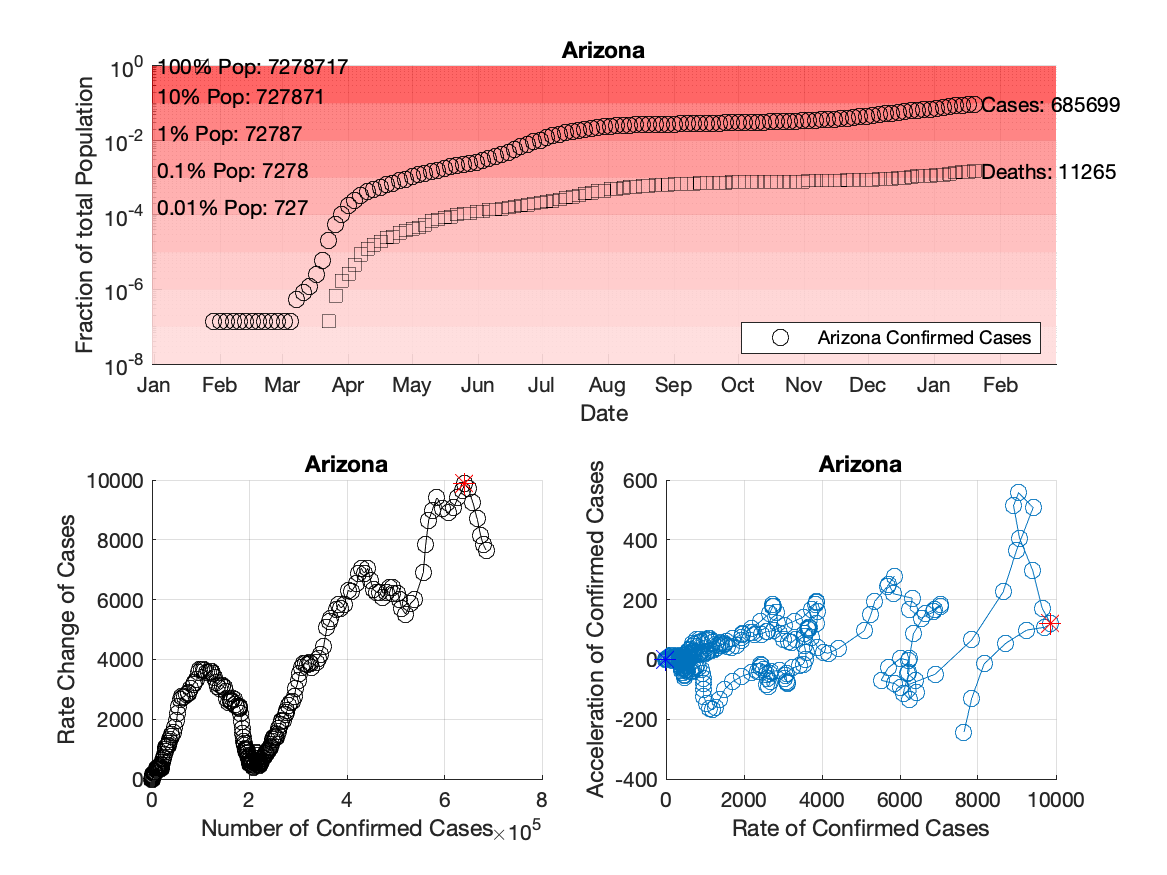 Arizona
10^0
10^-2
10^-4
10^-6
10^-8
Fraction of total Population
100% Pop: 7278717
10% Pop: 727871
1% Pop: 72787
0.1% Pop: 7278
0.01% Pop: 727
Cases: 685699
Deaths: 11265
Arizona Confirmed Cases
Jan Feb Mar Apr May Jun Jul Aug Sep Oct Nov Dec Jan Feb
Date
Arizona
10000
8000
6000
4000
2000
0
Rate Change of Cases
0 2 4 6 8
Number of Confirmed Cases ×10^5
Arizona
600
400
200
0
-200
-400
Acceleration of Confirmed Cases
0 2000 4000 6000 8000 10000
Rate of Confirmed Cases